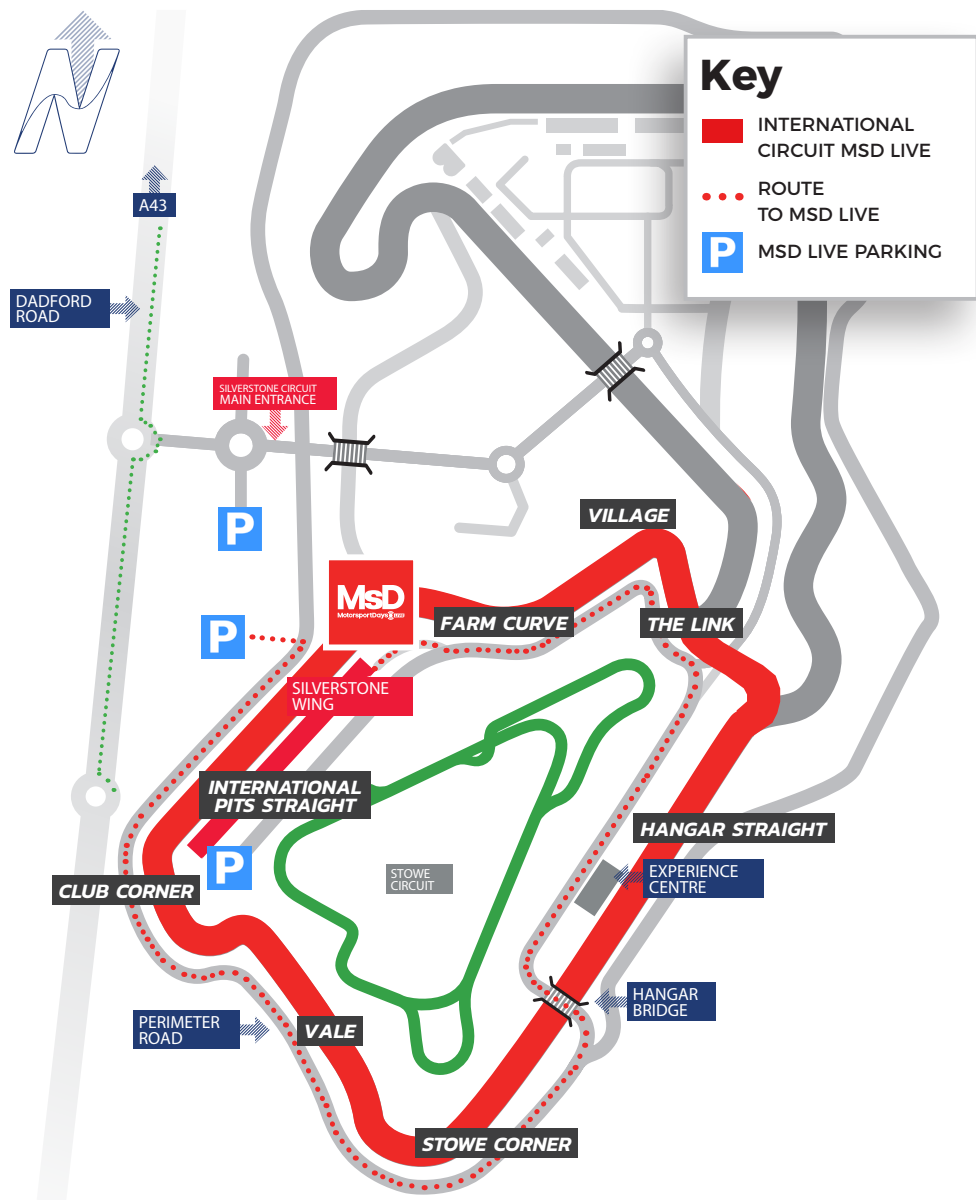 N
Key
INTERNATIONAL
CIRCUIT MSD LIVE
ROUTE
TO MSD LIVE
P
MSD LIVE PARKING
A43
DADFORD
ROAD
SILVERSTONE CIRCUIT
MAIN ENTRANCE
P
VILLAGE
MSD
MotorsportDays LIVE
FARM CURVE
THE LINK
P
SILVERSTONE
WING
INTERNATIONAL
PITS STRAIGHT
HANGAR STRAIGHT
P
STOWE
CIRCUIT
EXPERIENCE
CENTRE
CLUB CORNER
HANGAR
BRIDGE
PERIMETER
ROAD
VALE
STOWE CORNER